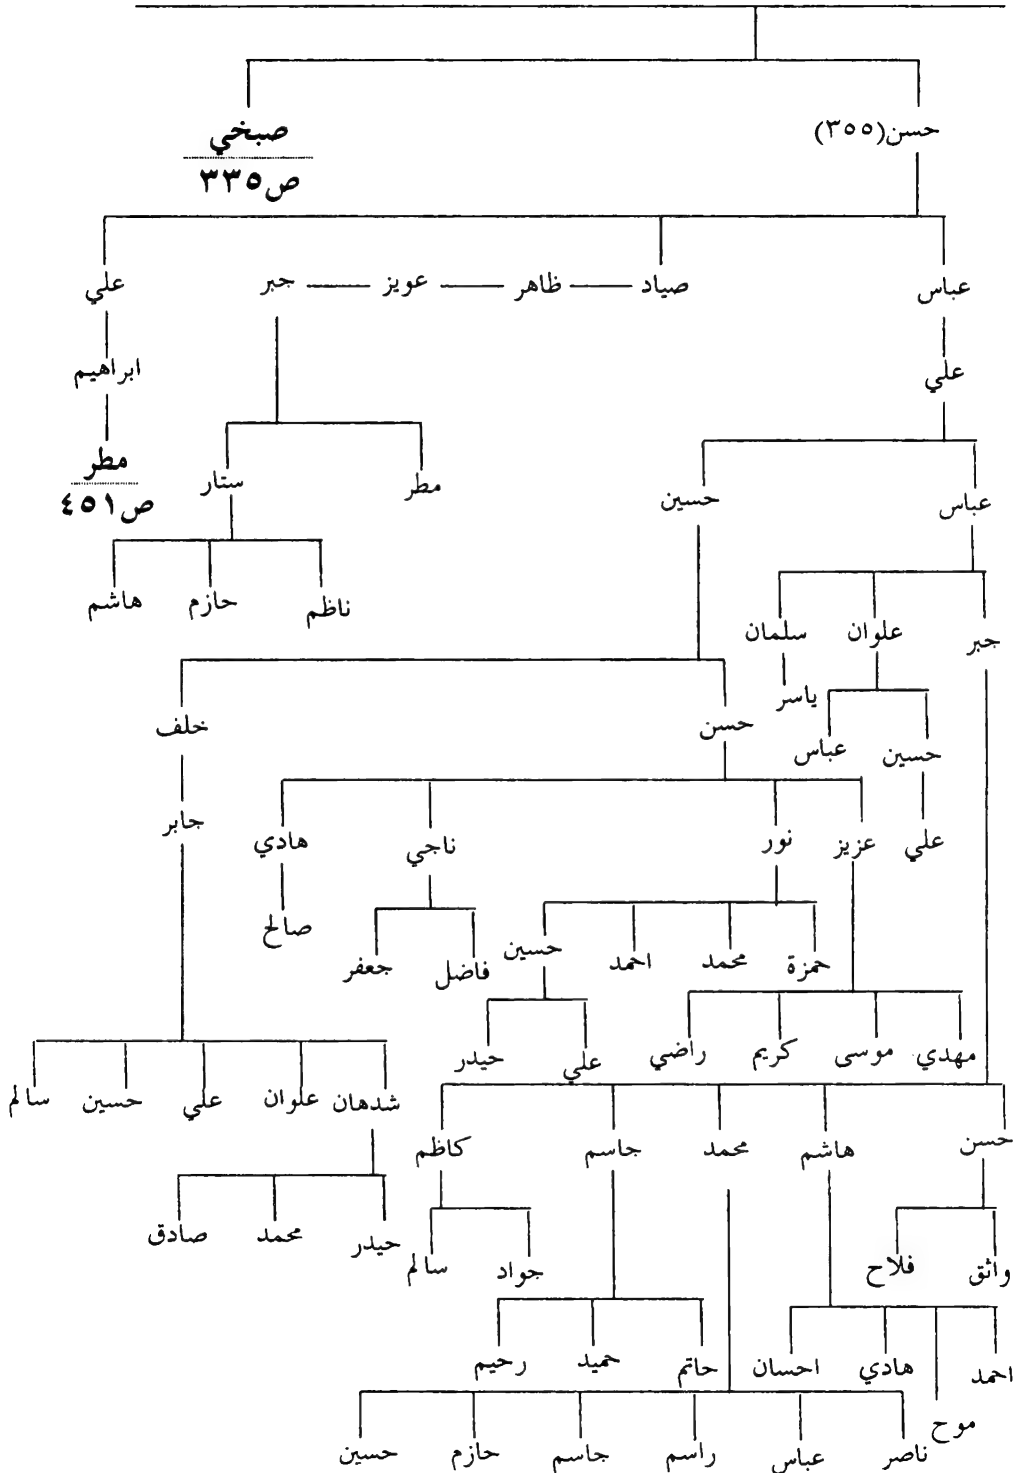 حسن(٣٥٥) صبخي
ص٣٣٥
عباس صياد ظاهر عويز جبر علي
علي ابراهيم
مطر
ص٤٥١
عباس حسين مطر ستار
ناظم حازم هاشم
جبر علوان سلمان
ياسر
حسن خلف
حسين عباس
جابر
علي عزيز نور ناجي هادي
صالح
حمزة محمد احمد حسين فاضل جعفر
مهدي موسى كريم راضي علي حيدر
شدهان علوان علي حسين سالم
حسن هاشم محمد جاسم كاظم
حيدر محمد صادق
واثق فلاح جواد سالم
احمد هادي احسان حاتم حميد رحيم
موح
ناصر عباس راسم جاسم حازم حسين